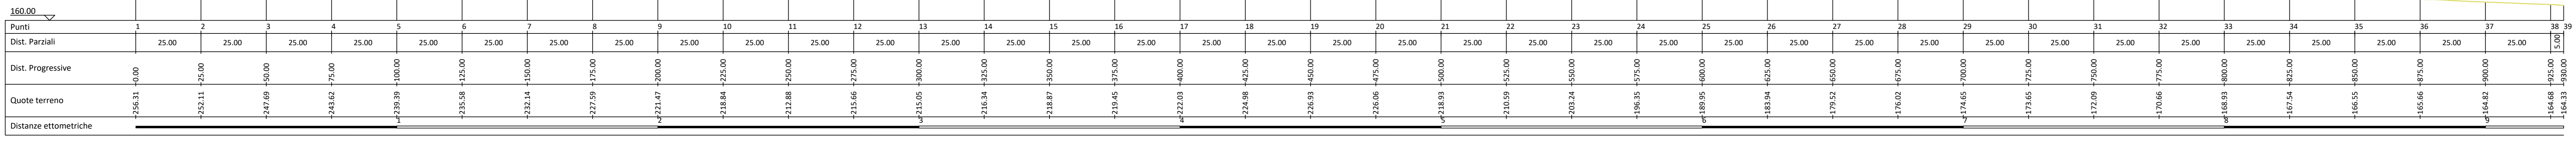 160.00
Punti 1 2 3 4 5 6 7 8 9 10 11 12 13 14 15 16 17 18 19 20 21 22 23 24 25 26 27 28 29 30 31 32 33 34 35 36 37 38 39
Dist. Parziali 25.00 25.00 25.00 25.00 25.00 25.00 25.00 25.00 25.00 25.00 25.00 25.00 25.00 25.00 25.00 25.00 25.00 25.00 25.00 25.00 25.00 25.00 25.00 25.00 25.00 25.00 25.00 25.00 25.00 25.00 25.00 25.00 25.00 25.00 25.00 25.00 25.00 5.00
Dist. Progressive 0.00 25.00 50.00 75.00 100.00 125.00 150.00 175.00 200.00 225.00 250.00 275.00 300.00 325.00 350.00 375.00 400.00 425.00 450.00 475.00 500.00 525.00 550.00 575.00 600.00 625.00 650.00 675.00 700.00 725.00 750.00 775.00 800.00 825.00 850.00 875.00 900.00 925.00 930.00
Quote terreno 256.31 252.11 247.69 243.62 239.39 235.58 232.14 227.59 221.47 218.84 212.88 215.66 215.05 216.34 218.87 219.45 222.03 224.98 226.93 226.06 218.93 210.59 203.24 196.35 189.95 183.94 179.52 176.02 174.65 173.65 172.09 170.66 168.93 167.54 166.55 165.66 164.82 164.68 164.33
Distanze ettometriche 1 2 3 4 5 6 7 8 9